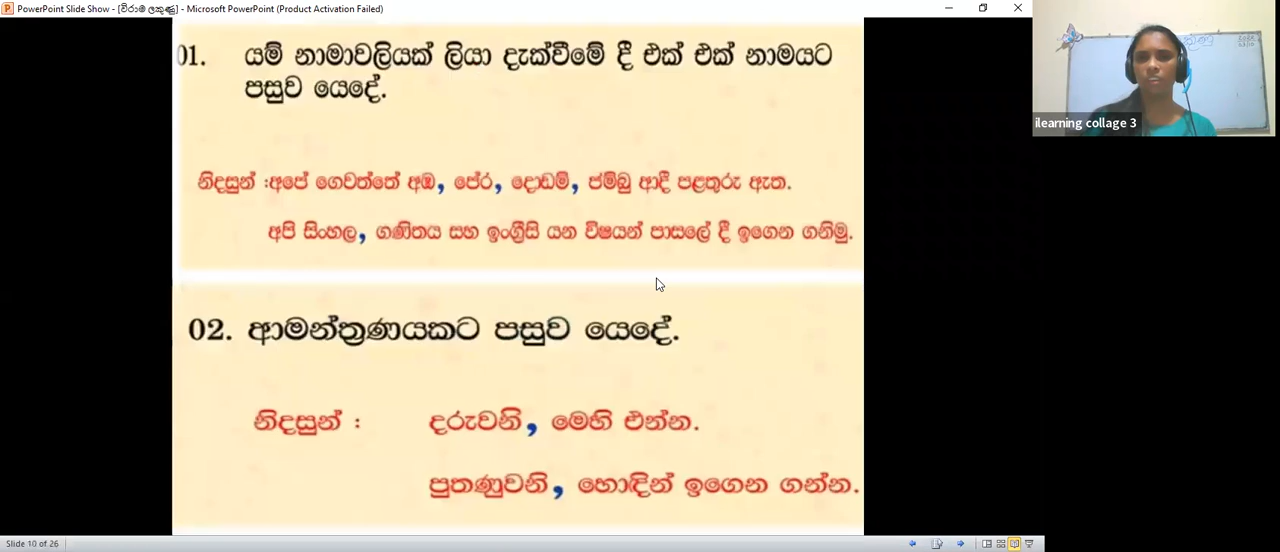 PowerPoint Slide Show - [විරාම ලකුණු] - Microsoft PowerPoint (Product Activation Failed)
01. යම් නාමාවලියක් ලියා දැක්වීමේ දී එක් එක් නාමයට
පසුව යෙදේ.
නිදසුන් :අපේ ගෙවත්තේ අඹ, පේර, දොඩම්, ජම්බු ආදී පළතුරු ඇත.
අපි සිංහල, ගණිතය සහ ඉංග්‍රීසි යන විෂයන් පාසලේ දී ඉගෙන ගනිමු.
02. ආමන්ත්‍රණයකට පසුව යෙදේ.
නිදසුන් : දරුවනි, මෙහි එන්න.
පුතණුවනි, හොඳින් ඉගෙන ගන්න.
ilearning collage 3
Slide 10 of 26